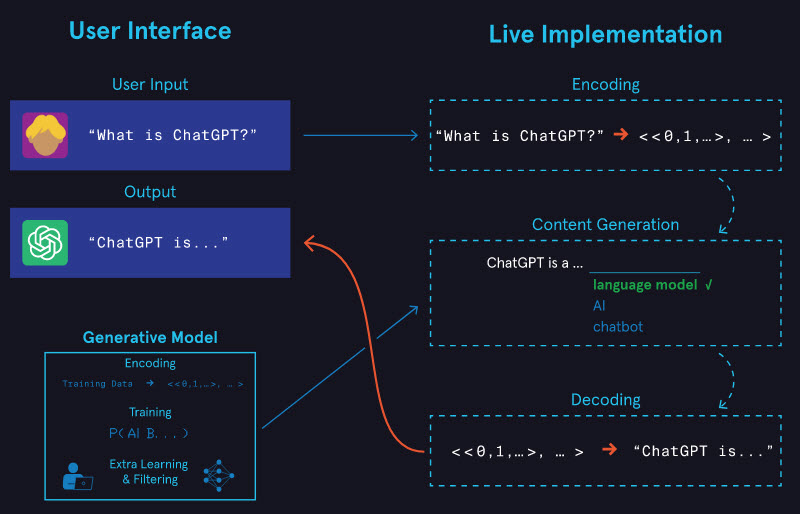 User Interface
User Input
“What is ChatGPT?”
Output
“ChatGPT is...”
Generative Model
Encoding
Training Data → <<0,1,…>, … >
Training
P( AI B... )
Extra Learning
& Filtering
Live Implementation
Encoding
“What is ChatGPT?” → <<0,1,…>, … >
Content Generation
ChatGPT is a ... ____________
language model √
AI
chatbot
Decoding
<<0,1,…>, … > → “ChatGPT is...”